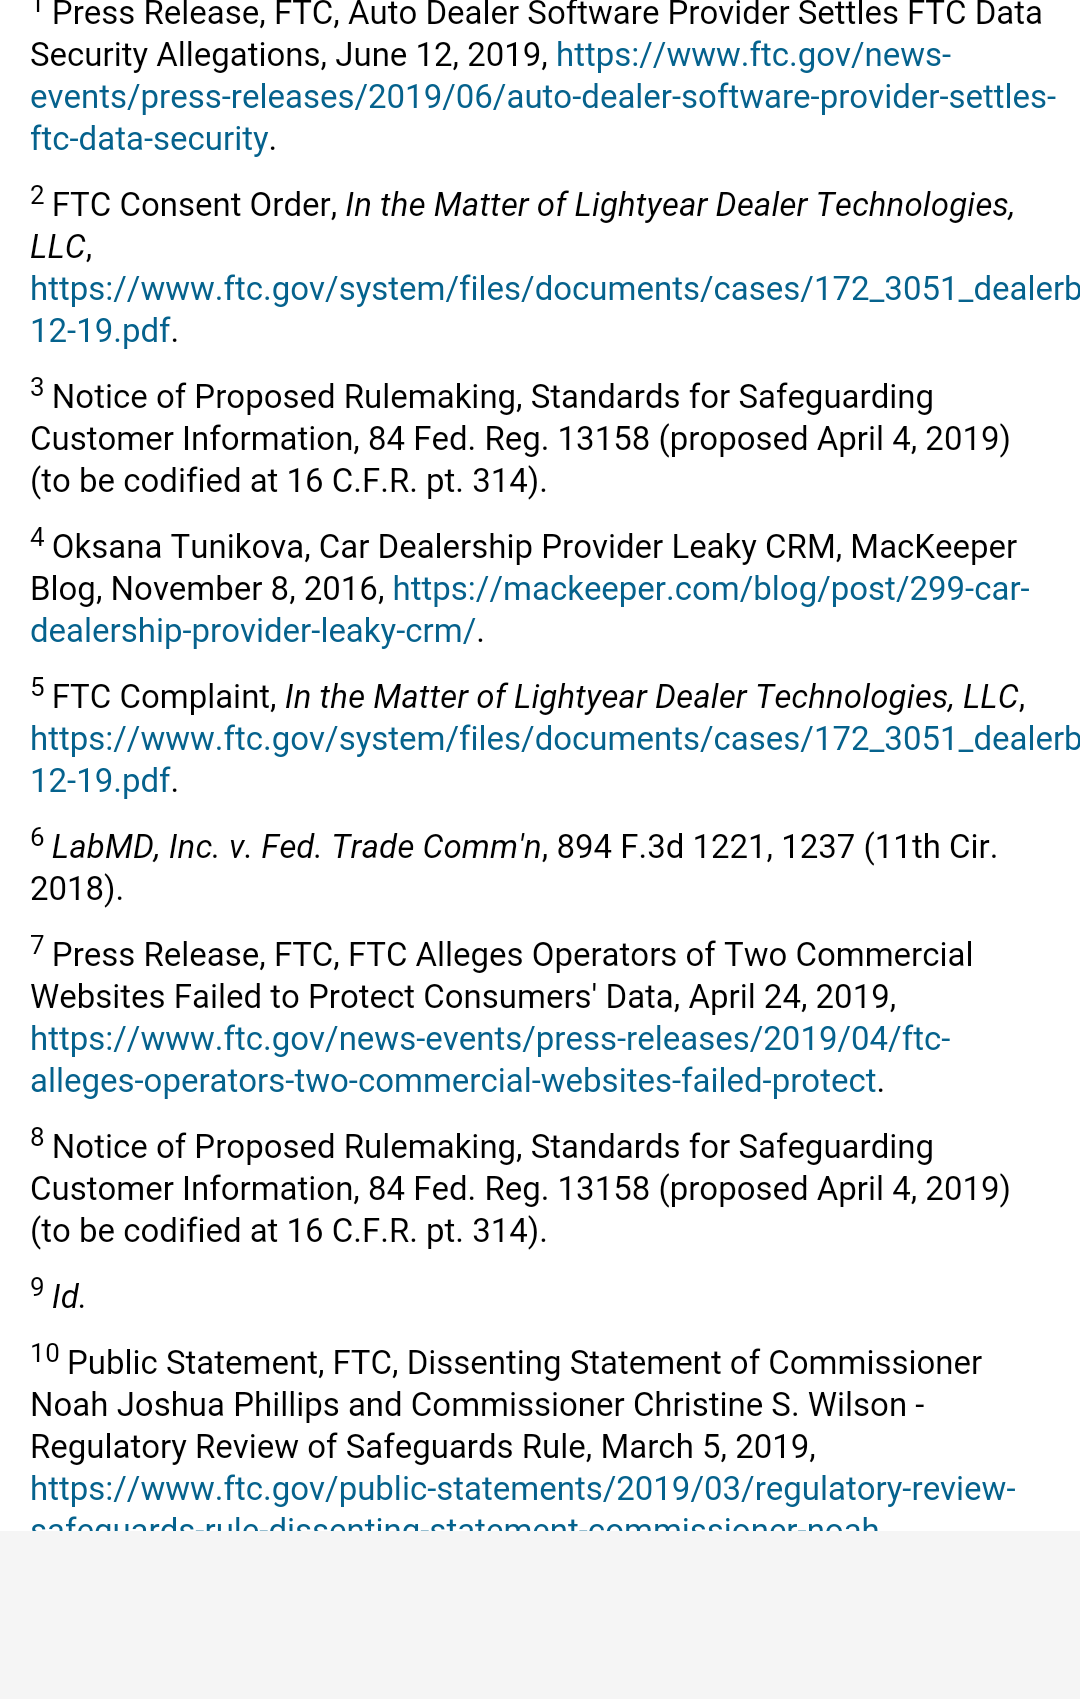 1 Press Release, FTC, Auto Dealer Software Provider Settles FTC Data
Security Allegations, June 12, 2019, https://www.ftc.gov/news-
events/press-releases/2019/06/auto-dealer-software-provider-settles-
ftc-data-security.
2 FTC Consent Order, In the Matter of Lightyear Dealer Technologies,
LLC,
https://www.ftc.gov/system/files/documents/cases/172_3051_dealerb
12-19.pdf.
3 Notice of Proposed Rulemaking, Standards for Safeguarding
Customer Information, 84 Fed. Reg. 13158 (proposed April 4, 2019)
(to be codified at 16 C.F.R. pt. 314).
4 Oksana Tunikova, Car Dealership Provider Leaky CRM, MacKeeper
Blog, November 8, 2016, https://mackeeper.com/blog/post/299-car-
dealership-provider-leaky-crm/.
5 FTC Complaint, In the Matter of Lightyear Dealer Technologies, LLC,
https://www.ftc.gov/system/files/documents/cases/172_3051_dealerb
12-19.pdf.
6 LabMD, Inc. v. Fed. Trade Comm'n, 894 F.3d 1221, 1237 (11th Cir.
2018).
7 Press Release, FTC, FTC Alleges Operators of Two Commercial
Websites Failed to Protect Consumers' Data, April 24, 2019,
https://www.ftc.gov/news-events/press-releases/2019/04/ftc-
alleges-operators-two-commercial-websites-failed-protect.
8 Notice of Proposed Rulemaking, Standards for Safeguarding
Customer Information, 84 Fed. Reg. 13158 (proposed April 4, 2019)
(to be codified at 16 C.F.R. pt. 314).
9 Id.
10 Public Statement, FTC, Dissenting Statement of Commissioner
Noah Joshua Phillips and Commissioner Christine S. Wilson -
Regulatory Review of Safeguards Rule, March 5, 2019,
https://www.ftc.gov/public-statements/2019/03/regulatory-review-
safeguards-rule-dissenting-statement-commissioner-noah